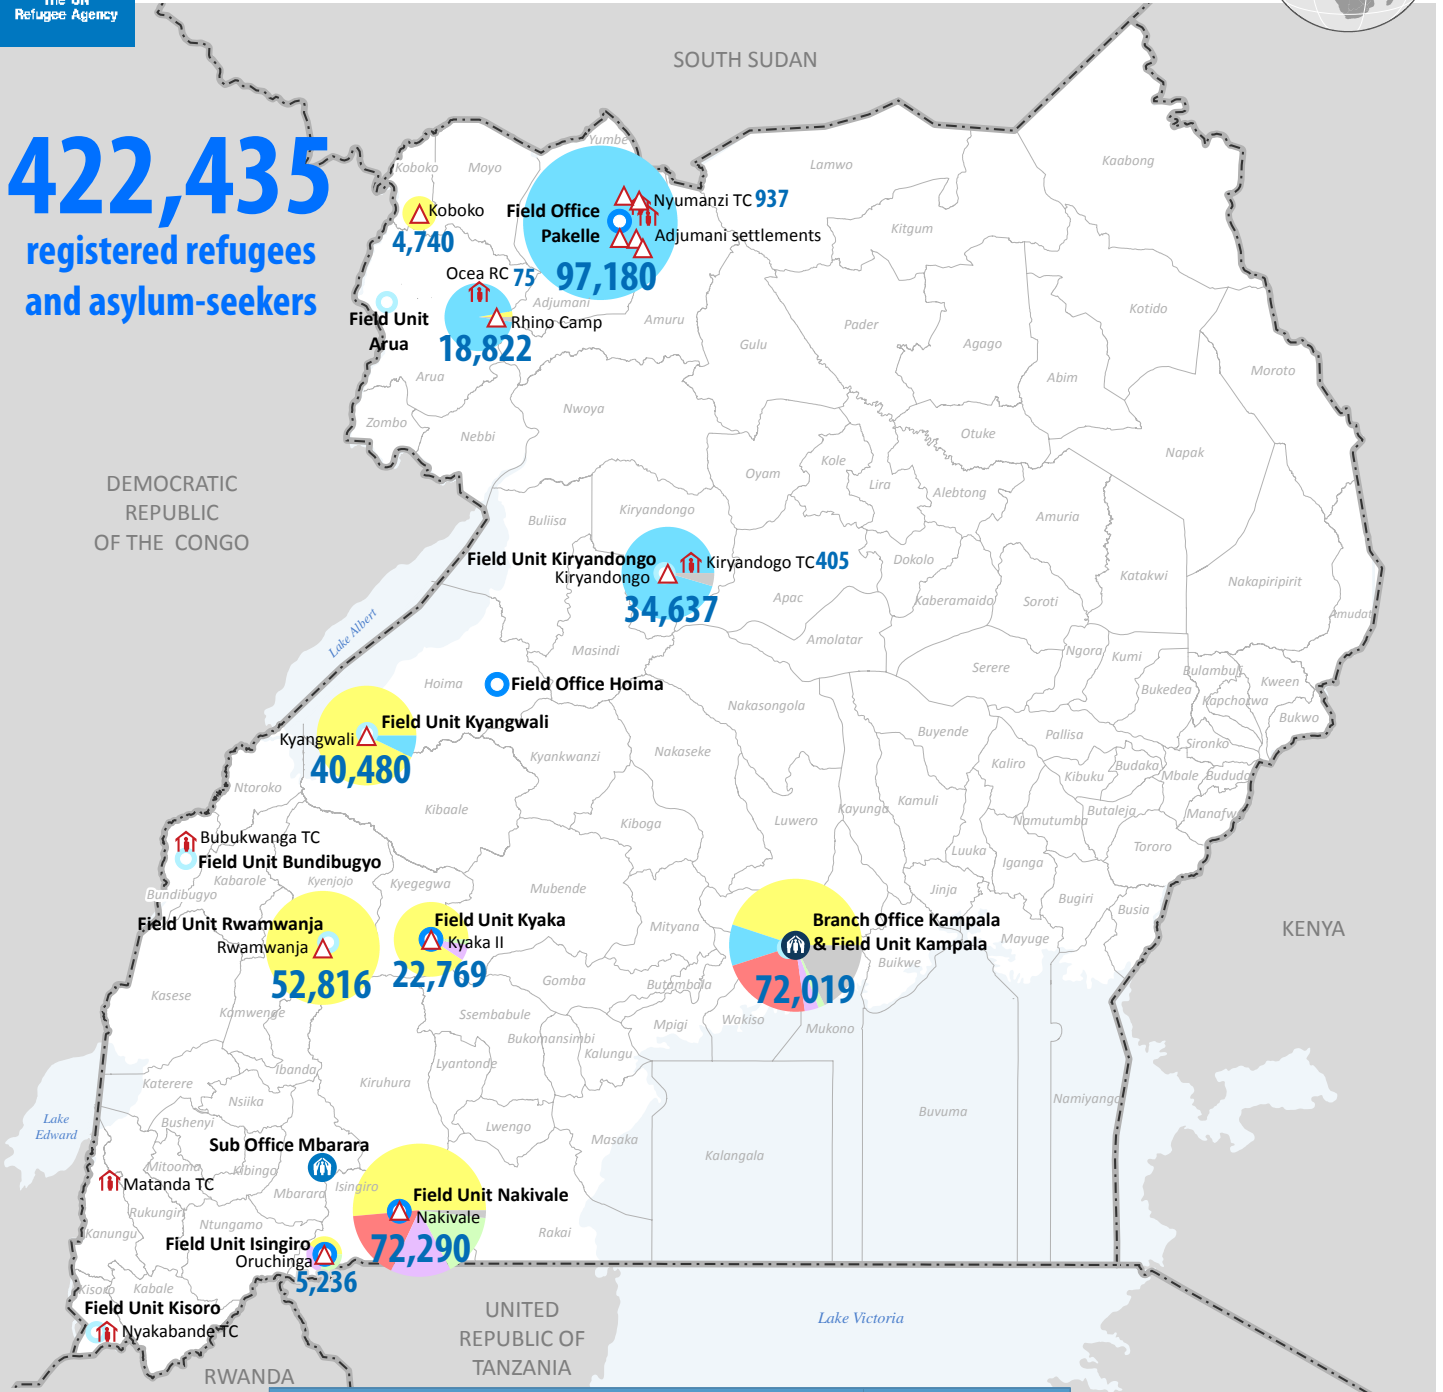 The UN
Refugee Agency
SOUTH SUDAN
422,435
registered refugees
and asylum-seekers
Yumbe
Koboko
Moyo
Lamwo
Kaabong
Koboko
4,740
Field Office
Pakelle
Nyumanzi TC 937
Adjumani settlements
97,180
Kitgum
Ocea RC 75
Adjumani
Rhino Camp
18,822
Field Unit
Arua
Amuru
Gulu
Pader
Agago
Kotido
Abim
Moroto
Arua
Zombo
Nebbi
Nwoya
Otuke
Napak
Oyam
Kole
Lira
Alebtong
Amuria
DEMOCRATIC
REPUBLIC
OF THE CONGO
Buliisa
Kiryandongo
Field Unit Kiryandongo
Kiryandongo
Kiryandogo TC 405
34,637
Dokolo
Katakwi
Nakapiripirit
Apac
Kaberamaido
Soroti
Amudat
Lake Albert
Masindi
Amolatar
Serere
Ngora
Kumi
Bulambuli
Bukedea
Kapchorwa
Kween
Bukwo
Hoima
Field Office Hoima
Nakasongola
Field Unit Kyangwali
Kyangwali
40,480
Kyankwanzi
Nakaseke
Buyende
Pallisa
Sironko
Kaliro
Kibuku
Budaka
Mbale
Bududa
Ntoroko
Kibaale
Kiboga
Luwero
Kayunga
Kamuli
Namutumba
Butaleja
Manafw
Tororo
Bubukwanga TC
Field Unit Bundibugyo
Kabarole
Bundibugyo
Kyenjojo
Kyegegwa
Mubende
Luuka
Iganga
Jinja
Bugiri
Busia
Mayuge
KENYA
Field Unit Rwamwanja
Rwamwanja
52,816
Field Unit Kyaka
Kyaka II
22,769
Mityana
Branch Office Kampala
& Field Unit Kampala
72,019
Buikwe
Kasese
Kamwenge
Gomba
Butambala
Ssembabule
Mpigi
Wakiso
Mukono
Bukomansimbi
Kalungu
Lyantonde
Ibanda
Kiruhura
Katerere
Nsiika
Bushenyi
Lake
Edward
Lwengo
Masaka
Kalangala
Buvuma
Namiyango
Sub Office Mbarara
Mitooma
Kibingo
Mbarara
Isingiro
Matanda TC
Rukungiri
Ntungamo
Kanungu
Field Unit Nakivale
Nakivale
72,290
Rakai
Field Unit Isingiro
Oruchinga
5,236
Kisoro
Kabale
Field Unit Kisoro
Nyakabande TC
UNITED
REPUBLIC OF
TANZANIA
Lake Victoria
RWANDA